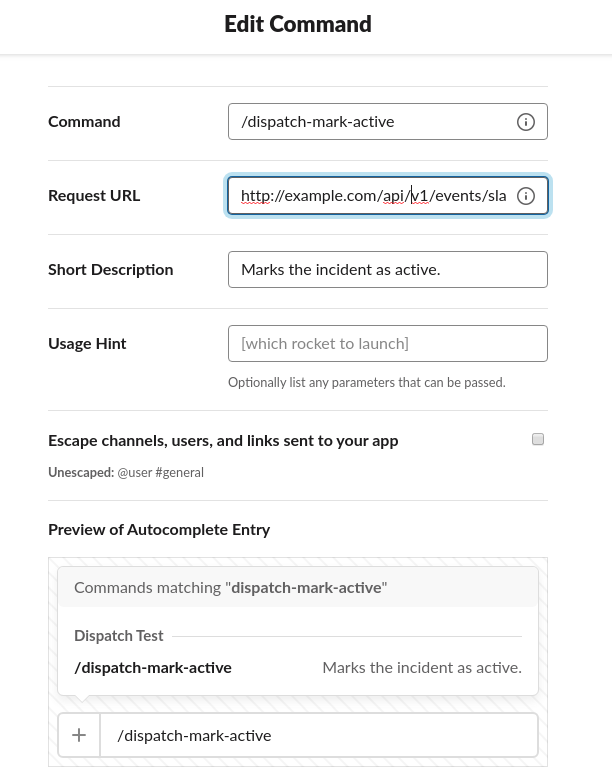 Edit Command
Command
/dispatch-mark-active
Request URL
http://example.com/api/v1/events/sla
Short Description
Marks the incident as active.
Usage Hint
[which rocket to launch]
Optionally list any parameters that can be passed.
Escape channels, users, and links sent to your app
Unescaped: @user #general
Preview of Autocomplete Entry
Commands matching "dispatch-mark-active"
Dispatch Test
/dispatch-mark-active Marks the incident as active.
+ /dispatch-mark-active